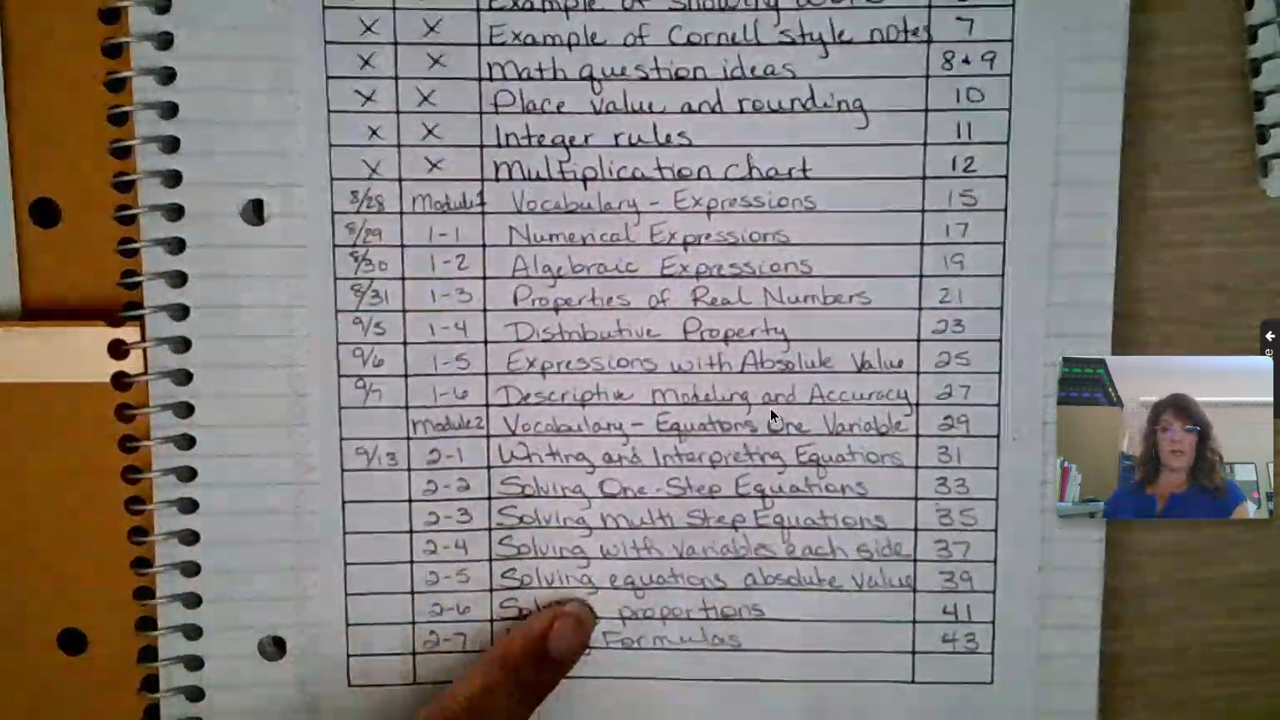 Example of showing work
X X Example of Cornell style notes 7
X X Math question ideas 8+9
X X Place value and rounding 10
X X Integer rules 11
X X Multiplication chart 12
8/28 Module 1 Vocabulary - Expressions 15
8/29 1-1 Numerical Expressions 17
8/30 1-2 Algebraic Expressions 19
8/31 1-3 Properties of Real Numbers 21
9/5 1-4 Distributive Property 23
9/6 1-5 Expressions with Absolute Value 25
9/7 1-6 Descriptive Modeling and Accuracy 27
Module 2 Vocabulary - Equations One Variable 29
9/13 2-1 Writing and Interpreting Equations 31
2-2 Solving One-Step Equations 33
2-3 Solving Multi Step Equations 35
2-4 Solving with variables each side 37
2-5 Solving equations absolute value 39
2-6 proportions 41
2-7 Formulas 43